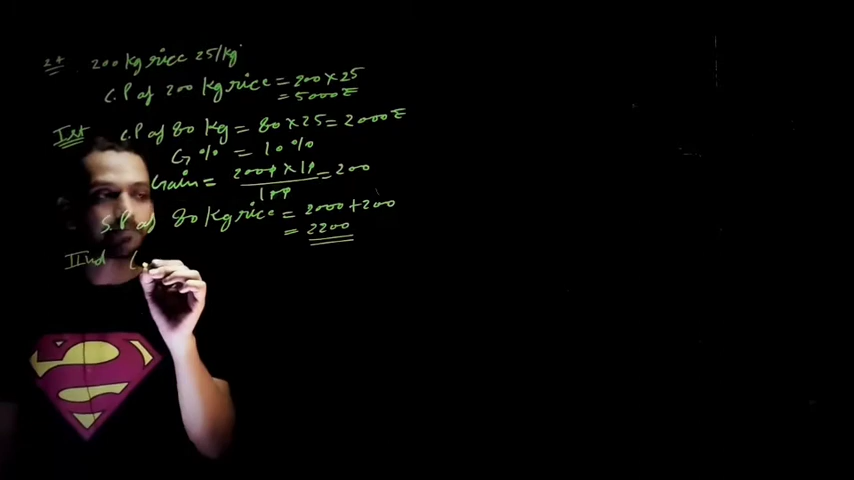 24 200 kg rice 25/kg
C.P of 200 kg rice = 200 × 25
= 5000 ₹
Ist C.P of 80 kg = 80 × 25 = 2000 ₹
G % = 10 %
Gain = 2000 × 10 / 100 = 200
S.P of 80 kg rice = 2000 + 200
= 2200
IInd C.